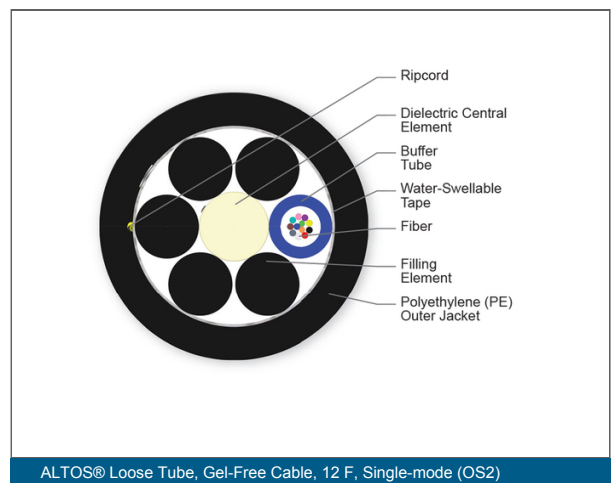 Ripcord
Dielectric Central
Element
Buffer
Tube
Water-Swellable
Tape
Fiber
Filling
Element
Polyethylene (PE)
Outer Jacket
ALTOS® Loose Tube, Gel-Free Cable, 12 F, Single-mode (OS2)